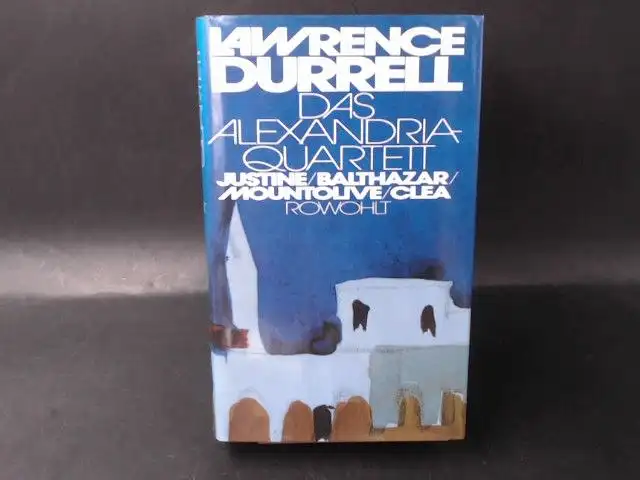 LAWRENCE
DURRELL
DAS
ALEXANDRIA-
QUARTETT
JUSTINE/BALTHAZAR/
MOUNTOLIVE/CLEA
ROWOHLT